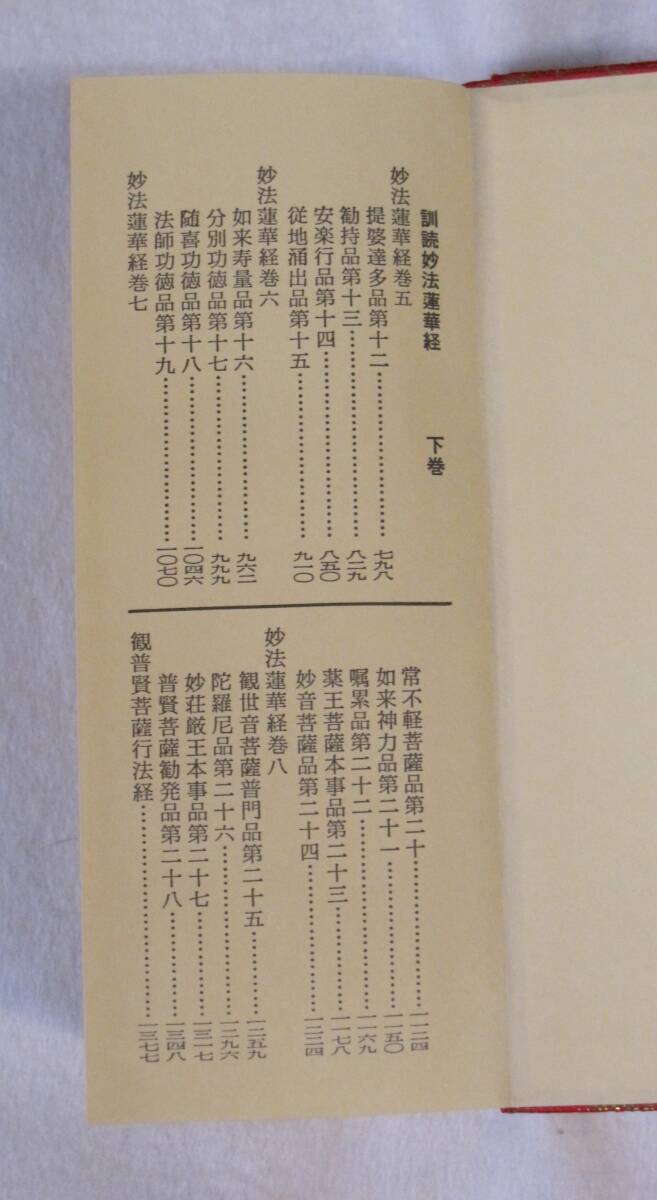 訓読妙法蓮華経　下巻
妙法蓮華経巻五
提婆達多品第十二……………………七九八
勧持品第十三……………………八二九
安楽行品第十四……………………八五〇
従地涌出品第十五……………………九一〇
妙法蓮華経巻六
如来寿量品第十六……………………九六二
分別功徳品第十七……………………九九九
随喜功徳品第十八……………………一〇四六
法師功徳品第十九……………………一〇七〇
妙法蓮華経巻七
常不軽菩薩品第二十……………………一一二四
如来神力品第二十一……………………一一五〇
嘱累品第二十二……………………一一六九
薬王菩薩本事品第二十三……………………一一七八
妙音菩薩品第二十四……………………一二二四
妙法蓮華経巻八
観世音菩薩普門品第二十五……………………一二五九
陀羅尼品第二十六……………………一二九六
妙荘厳王本事品第二十七……………………一三一七
普賢菩薩勧発品第二十八……………………一三四八
観普賢菩薩行法経……………………一三七七